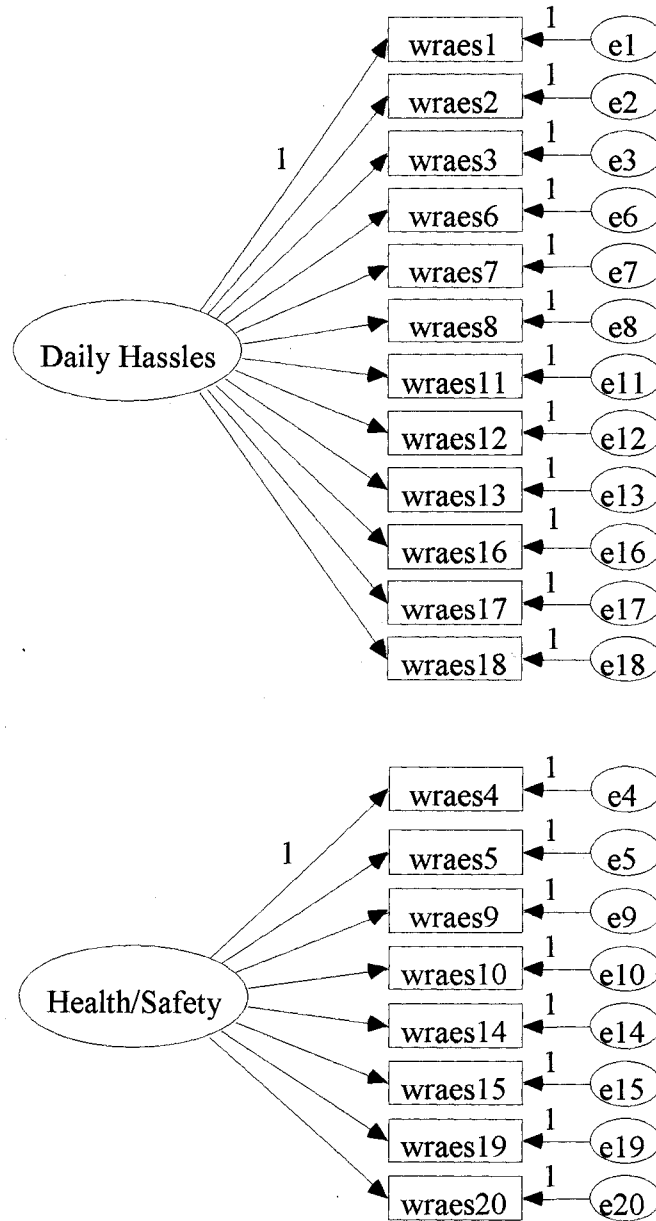 wraes1 1 e1
wraes2 1 e2
1 wraes3 1 e3
wraes6 1 e6
wraes7 1 e7
Daily Hassles wraes8 1 e8
wraes11 1 e11
wraes12 1 e12
wraes13 1 e13
wraes16 1 e16
wraes17 1 e17
wraes18 1 e18
wraes4 1 e4
1 wraes5 1 e5
wraes9 1 e9
Health/Safety wraes10 1 e10
wraes14 1 e14
wraes15 1 e15
wraes19 1 e19
wraes20 1 e20